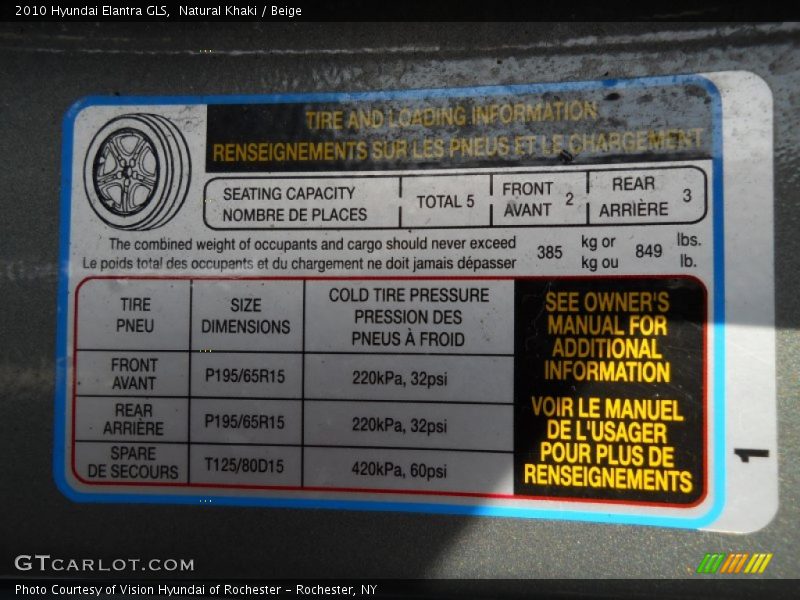 2010 Hyundai Elantra GLS, Natural Khaki / Beige
TIRE AND LOADING INFORMATION
RENSEIGNEMENTS SUR LES PNEUS ET LE CHARGEMENT
SEATING CAPACITY
NOMBRE DE PLACES
TOTAL 5
FRONT
AVANT
2
REAR
ARRIÈRE
3
The combined weight of occupants and cargo should never exceed
Le poids total des occupants et du chargement ne doit jamais dépasser
385
kg or
kg ou
849
lbs.
lb.
TIRE
PNEU
SIZE
DIMENSIONS
COLD TIRE PRESSURE
PRESSION DES
PNEUS À FROID
FRONT
AVANT
P195/65R15
220kPa, 32psi
REAR
ARRIÈRE
P195/65R15
220kPa, 32psi
SPARE
DE SECOURS
T125/80D15
420kPa, 60psi
SEE OWNER'S
MANUAL FOR
ADDITIONAL
INFORMATION
VOIR LE MANUEL
DE L'USAGER
POUR PLUS DE
RENSEIGNEMENTS
1
GTCARLOT.COM
Photo Courtesy of Vision Hyundai of Rochester – Rochester, NY